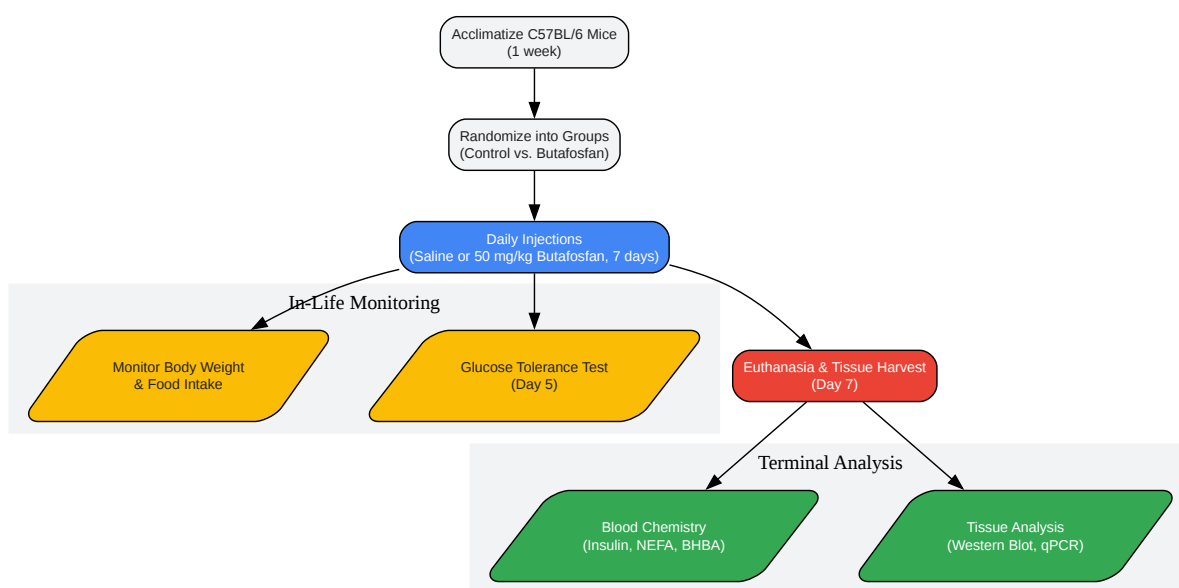 Acclimatize C57BL/6 Mice
(1 week)
Randomize into Groups
(Control vs. Butafosfan)
Daily Injections
(Saline or 50 mg/kg Butafosfan, 7 days)
In-Life Monitoring
Monitor Body Weight
& Food Intake
Glucose Tolerance Test
(Day 5)
Euthanasia & Tissue Harvest
(Day 7)
Terminal Analysis
Blood Chemistry
(Insulin, NEFA, BHBA)
Tissue Analysis
(Western Blot, qPCR)